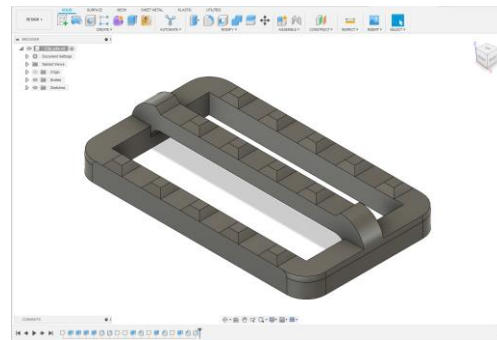 SOLID SURFACE MESH SHEET METAL PLASTIC UTILITIES
DESIGN ▾
CREATE ▾ AUTOMATE ▾ MODIFY ▾ ASSEMBLE ▾ CONSTRUCT ▾ INSPECT ▾ INSERT ▾ SELECT ▾
BROWSER
Document Settings
Named Views
Origin
Bodies
Sketches
COMMENTS